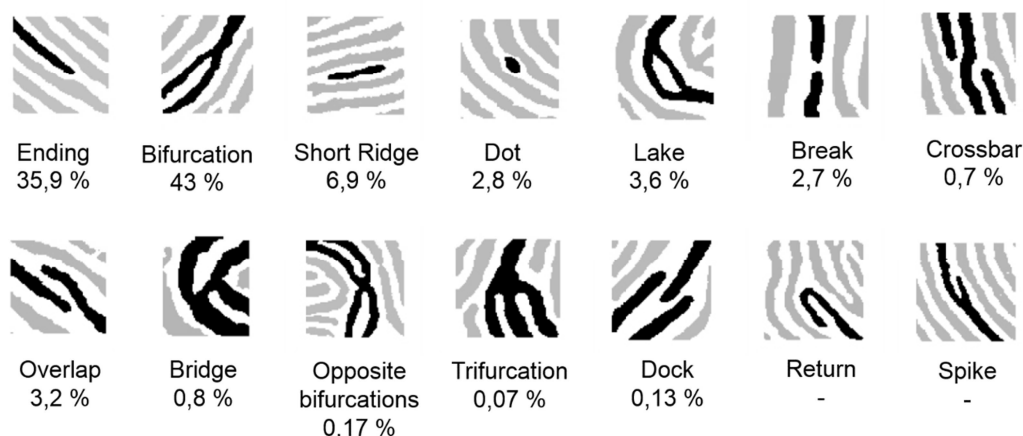 Ending Bifurcation Short Ridge Dot Lake Break Crossbar
35,9 % 43 % 6,9 % 2,8 % 3,6 % 2,7 % 0,7 %
Overlap Bridge Opposite Trifurcation Dock Return Spike
3,2 % 0,8 % bifurcations 0,07 % 0,13 % - -
0,17 %